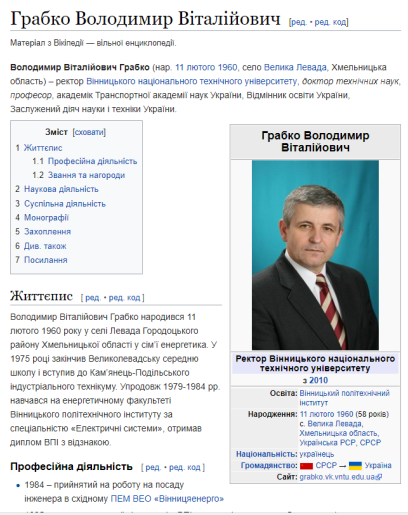 Грабко Володимир Віталійович [ред. • ред. код]
Матеріал з Вікіпедії — вільної енциклопедії.
Володимир Віталійович Грабко (нар. 11 лютого 1960, село Велика Левада, Хмельницька
область) – ректор Вінницького національного технічного університету, доктор технічних наук,
професор, академік Транспортної академії наук України, Відмінник освіти України,
Заслужений діяч науки і техніки України.
Зміст [сховати]
1 Життєпис
1.1 Професійна діяльність
1.2 Звання та нагороди
2 Наукова діяльність
3 Суспільна діяльність
4 Монографії
5 Захоплення
6 Див. також
7 Посилання
Грабко Володимир
Віталійович
Ректор Вінницького національного
технічного університету
з 2010
Освіта: Вінницький політехнічний
інститут
Народження: 11 лютого 1960 (58 років)
с. Велика Левада,
Хмельницька область,
Українська РСР, СРСР
Національність: українець
Громадянство: СРСР → Україна
Сайт: grabko.vk.vntu.edu.ua
Життєпис [ ред. • ред. код ]
Володимир Віталійович Грабко народився 11
лютого 1960 року у селі Левада Городоцького
району Хмельницької області у сім'ї енергетика. У
1975 році закінчив Великолевадську середню
школу і вступив до Кам'янець-Подільського
індустріального технікуму. Упродовж 1979-1984 рр.
навчався на енергетичному факультеті
Вінницького політехнічного інституту за
спеціальністю «Електричні системи», отримав
диплом ВПІ з відзнакою.
Професійна діяльність [ ред. • ред. код ]
• 1984 – прийнятий на роботу на посаду
інженера в східному ПЕМ ВЕО «Вінницяенерго»